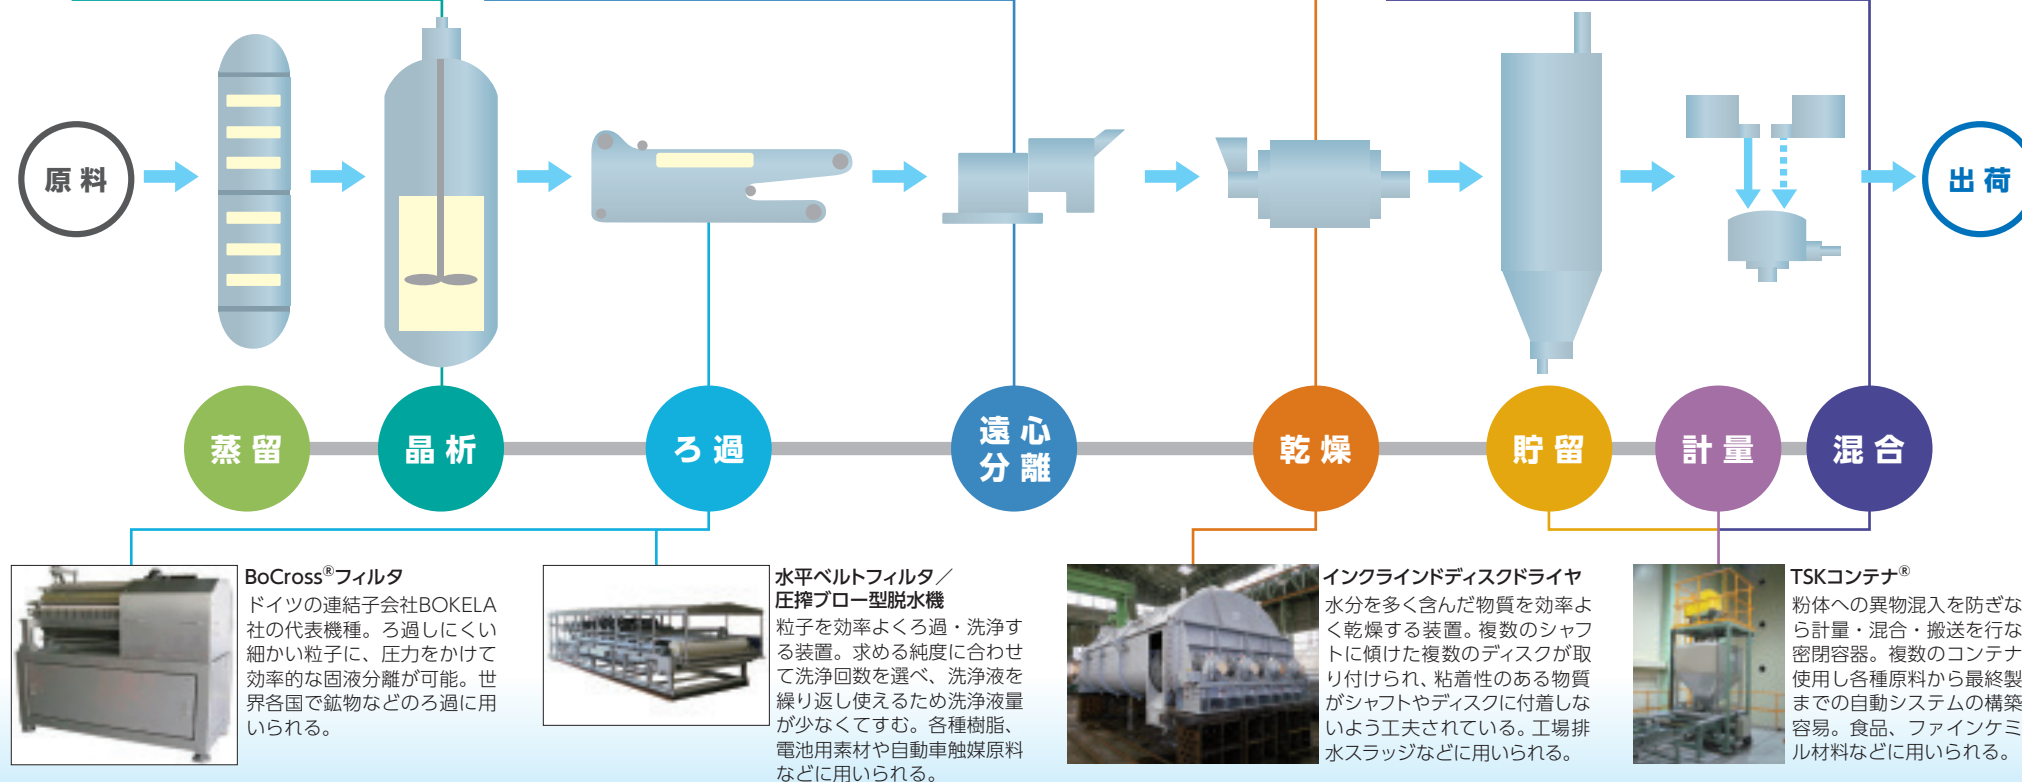 原料
出荷
蒸留
晶析
ろ過
遠心
分離
乾燥
貯留
計量
混合
BoCross®フィルタ
ドイツの連結子会社BOKELA
社の代表機種。ろ過しにくい
細かい粒子に、圧力をかけて
効率的な固液分離が可能。世
界各国で鉱物などのろ過に用
いられる。
水平ベルトフィルタ／
圧搾ブロー型脱水機
粒子を効率よくろ過・洗浄す
る装置。求める純度に合わせ
て洗浄回数を選べ、洗浄液を
繰り返し使えるため洗浄液量
が少なくてすむ。各種樹脂、
電池用素材や自動車触媒原料
などに用いられる。
インクラインドディスクドライヤ
水分を多く含んだ物質を効率よ
く乾燥する装置。複数のシャフ
トに傾けた複数のディスクが取
り付けられ、粘着性のある物質
がシャフトやディスクに付着しな
いよう工夫されている。工場排
水スラッジなどに用いられる。
TSKコンテナ®
粉体への異物混入を防ぎな
ら計量・混合・搬送を行な
密閉容器。複数のコンテナ
使用し各種原料から最終製
までの自動システムの構築
容易。食品、ファインケミ
ル材料などに用いられる。